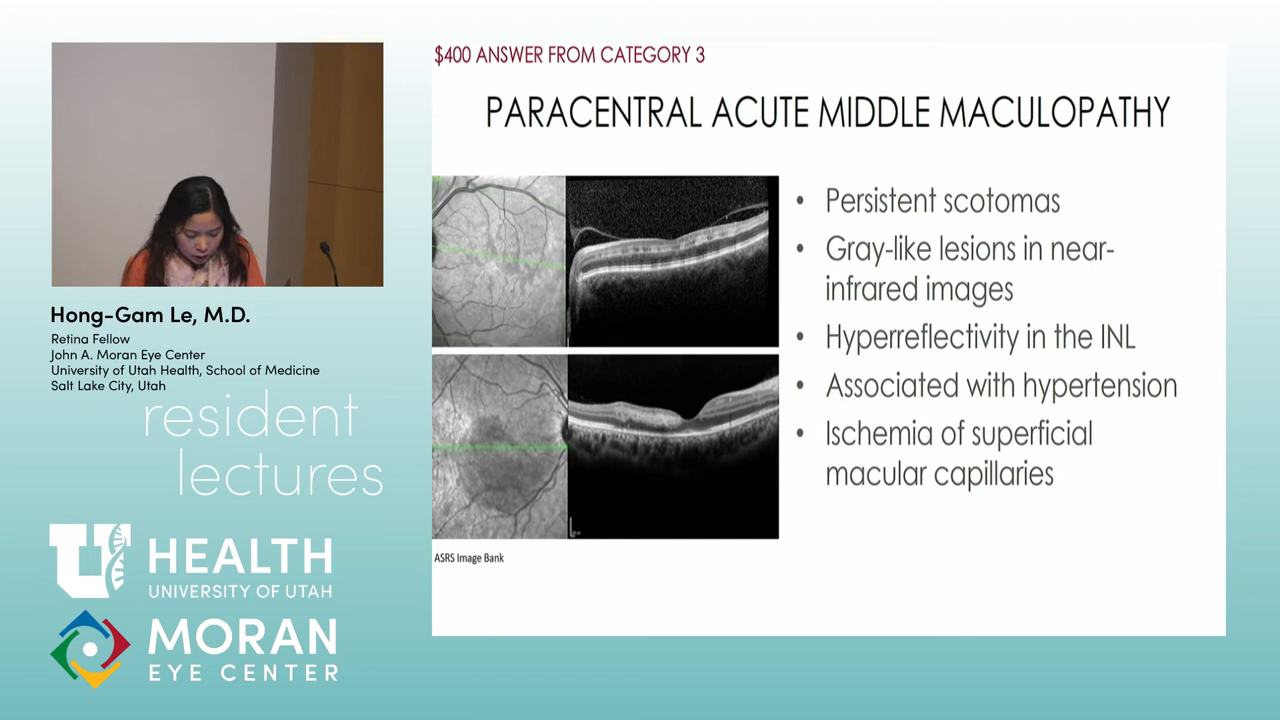 $400 ANSWER FROM CATEGORY 3
PARACENTRAL ACUTE MIDDLE MACULOPATHY
• Persistent scotomas
• Gray-like lesions in near-
infrared images
• Hyperreflectivity in the INL
• Associated with hypertension
• Ischemia of superficial
macular capillaries
ASRS Image Bank
Hong-Gam Le, M.D.
Retina Fellow
John A. Moran Eye Center
University of Utah Health, School of Medicine
Salt Lake City, Utah
resident
lectures
U
HEALTH
UNIVERSITY OF UTAH
MORAN
EYE CENTER